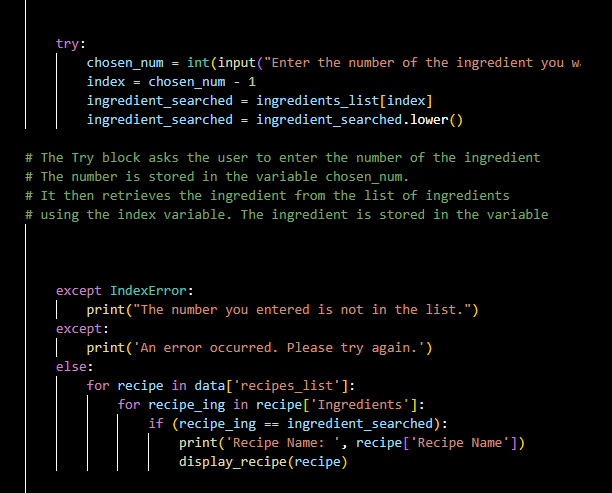 try:
chosen_num = int(input("Enter the number of the ingredient you
index = chosen_num - 1
ingredient_searched = ingredients_list[index]
ingredient_searched = ingredient_searched.lower()
# The Try block asks the user to enter the number of the ingredient
# The number is stored in the variable chosen_num.
# It then retrieves the ingredient from the list of ingredients
# using the index variable. The ingredient is stored in the variable
except IndexError:
print("The number you entered is not in the list.")
except:
print('An error occurred. Please try again.')
else:
for recipe in data['recipes_list']:
for recipe_ing in recipe['Ingredients']:
if (recipe_ing == ingredient_searched):
print('Recipe Name: ', recipe['Recipe Name'])
display_recipe(recipe)